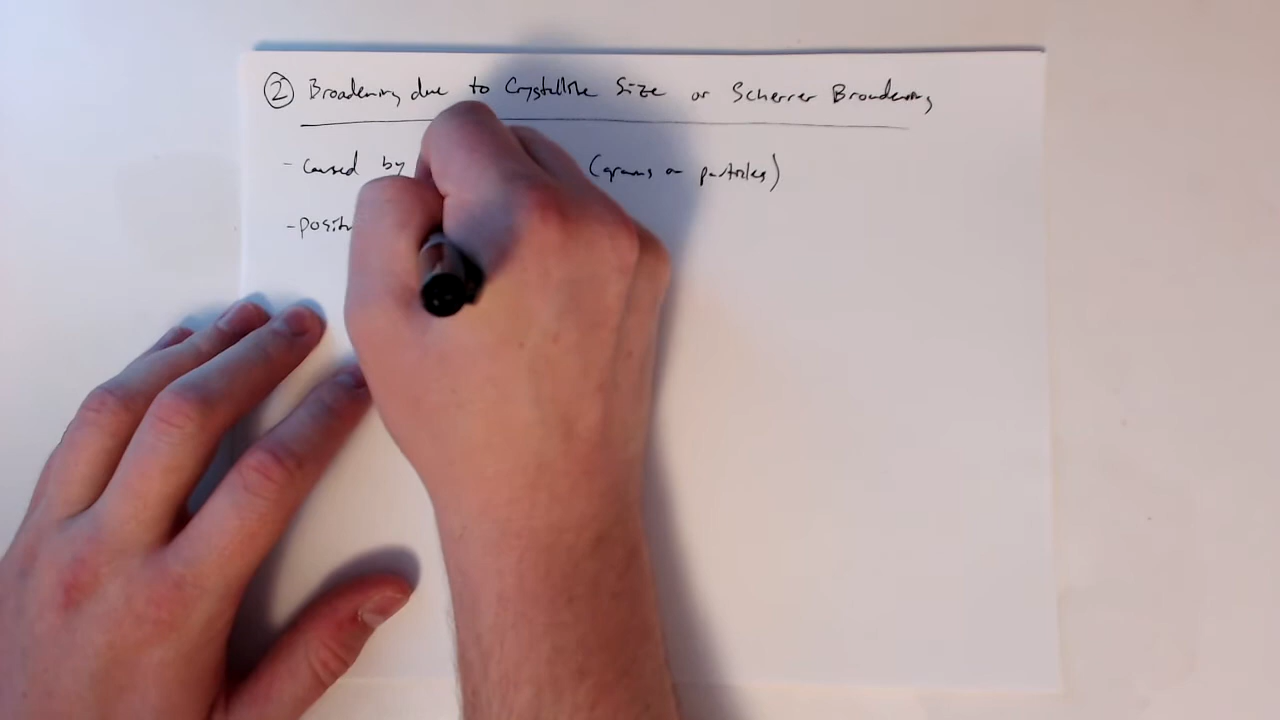 ② Broadening due to Crystallite Size or Scherrer Broadening
- caused by (grains or particles)
- posit